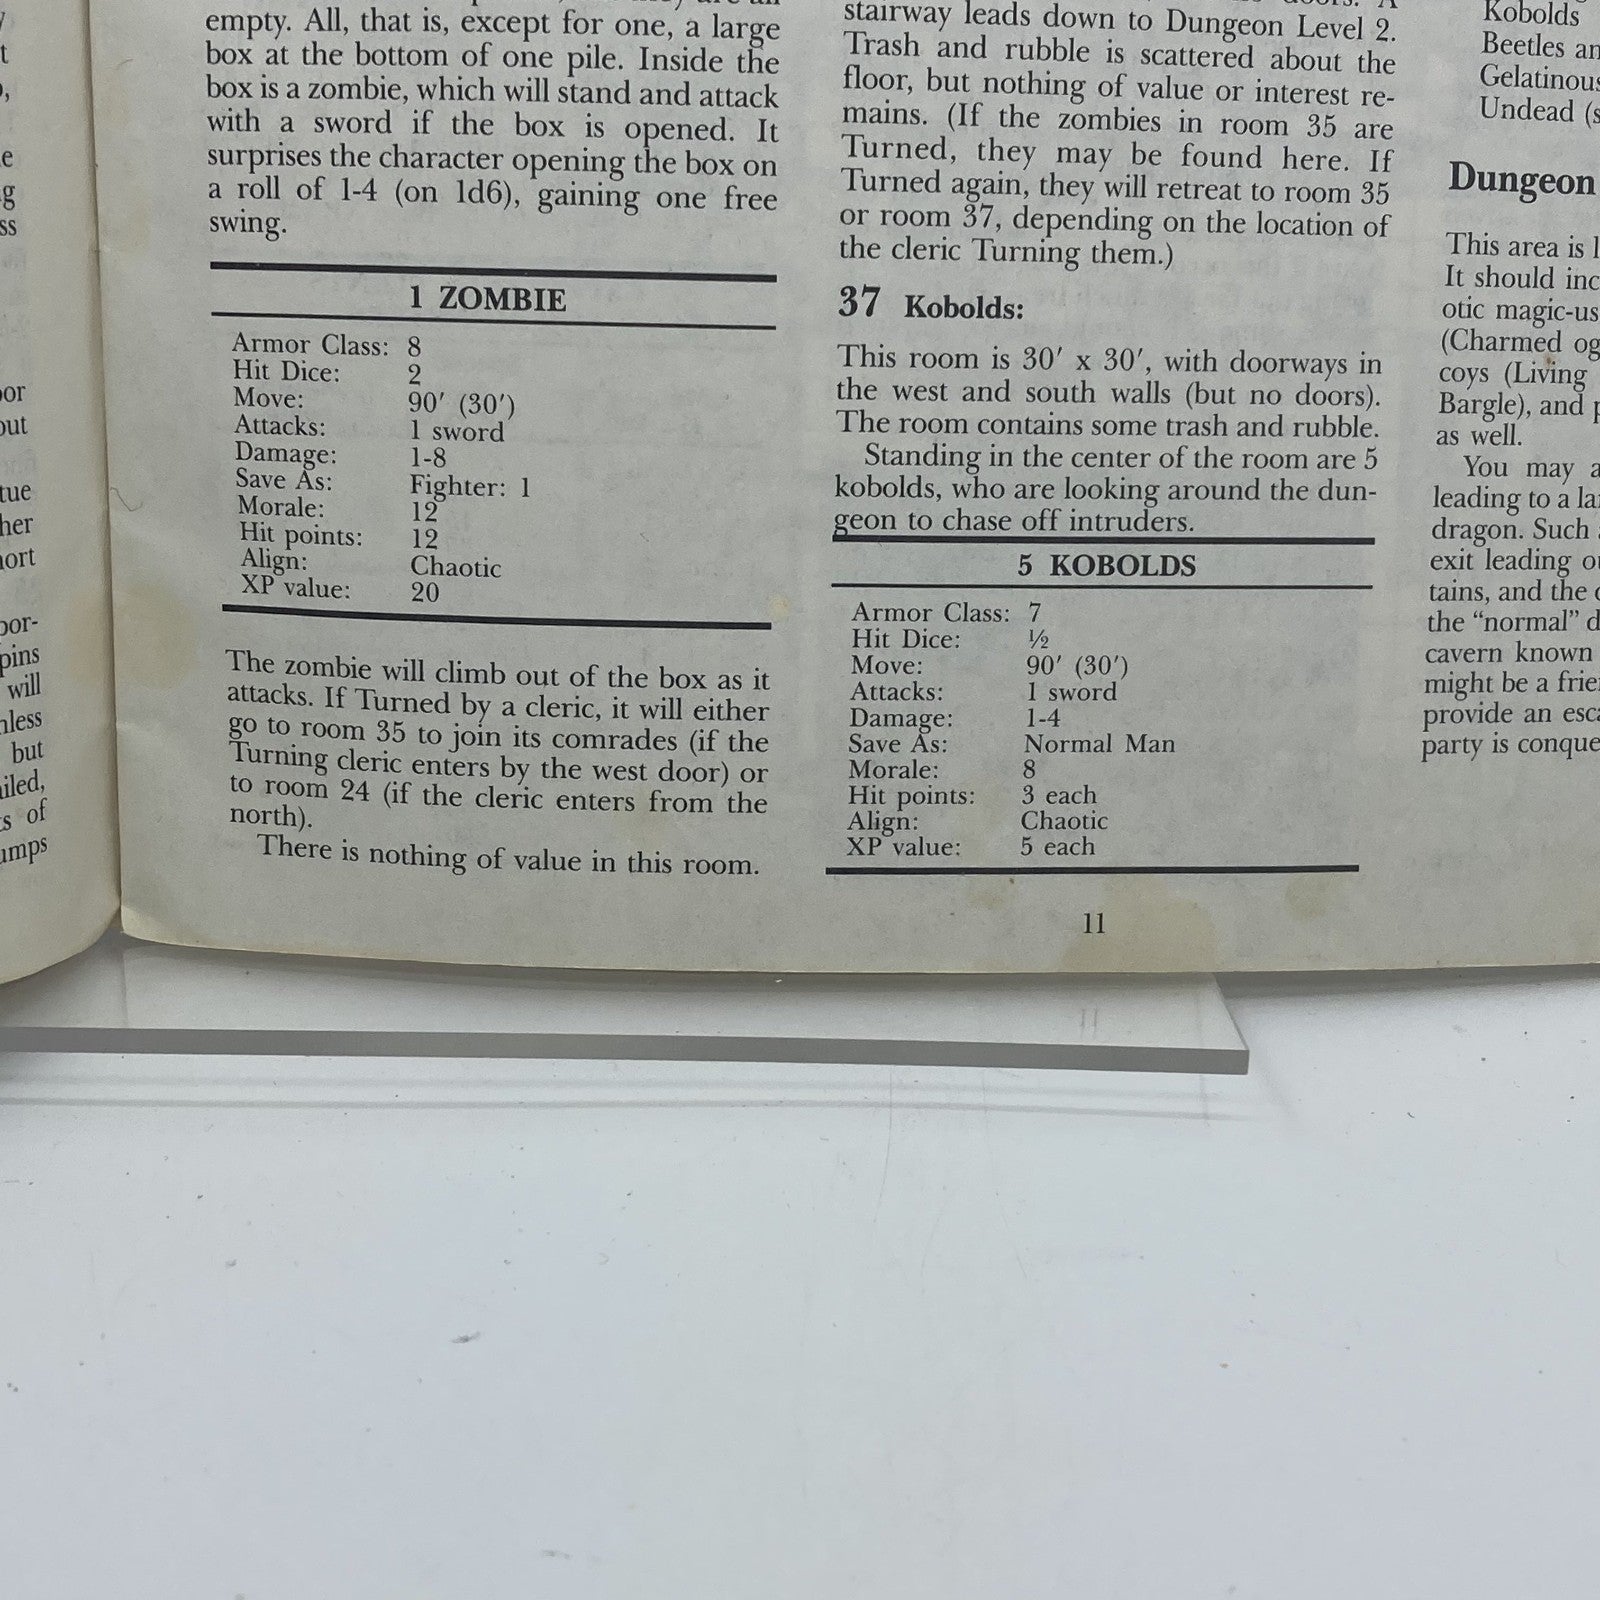 empty. All, that is, except for one, a large
box at the bottom of one pile. Inside the
box is a zombie, which will stand and attack
with a sword if the box is opened. It
surprises the character opening the box on
a roll of 1-4 (on 1d6), gaining one free
swing.
1 ZOMBIE
Armor Class: 8
Hit Dice: 2
Move: 90' (30')
Attacks: 1 sword
Damage: 1-8
Save As: Fighter: 1
Morale: 12
Hit points: 12
Align: Chaotic
XP value: 20
The zombie will climb out of the box as it
attacks. If Turned by a cleric, it will either
go to room 35 to join its comrades (if the
Turning cleric enters by the west door) or
to room 24 (if the cleric enters from the
north).
There is nothing of value in this room.
stairway leads down to Dungeon Level 2.
Trash and rubble is scattered about the
floor, but nothing of value or interest re-
mains. (If the zombies in room 35 are
Turned, they may be found here. If
Turned again, they will retreat to room 35
or room 37, depending on the location of
the cleric Turning them.)
37 Kobolds:
This room is 30' x 30', with doorways in
the west and south walls (but no doors).
The room contains some trash and rubble.
Standing in the center of the room are 5
kobolds, who are looking around the dun-
geon to chase off intruders.
5 KOBOLDS
Armor Class: 7
Hit Dice: ½
Move: 90' (30')
Attacks: 1 sword
Damage: 1-4
Save As: Normal Man
Morale: 8
Hit points: 3 each
Align: Chaotic
XP value: 5 each
11
Kobolds
Beetles an
Gelatinous
Undead (s
Dungeon
This area is l
It should inc
otic magic-us
(Charmed og
coys (Living
Bargle), and p
as well.
You may a
leading to a la
dragon. Such
exit leading ou
tains, and the
the "normal" d
cavern known
might be a frie
provide an esca
party is conque